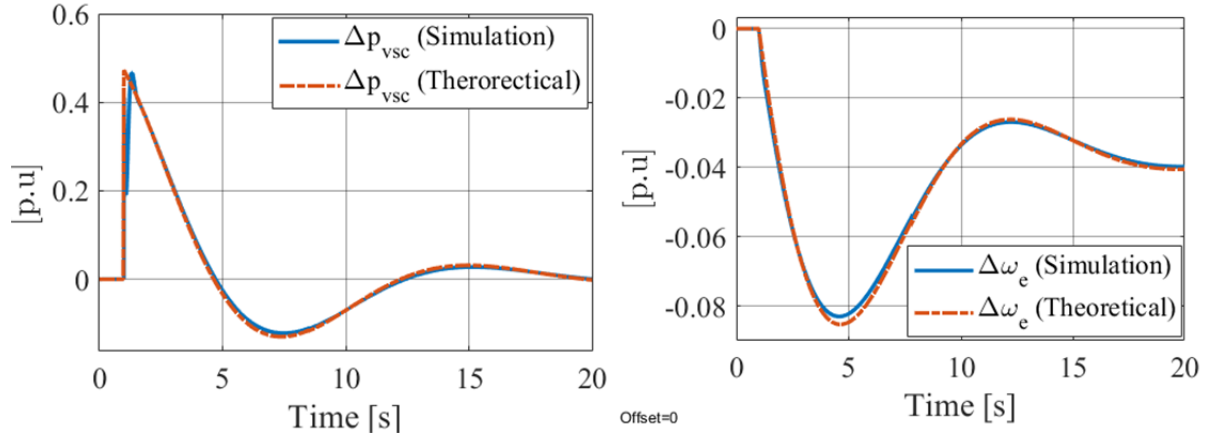 0.6
0.4
0.2
0
[p.u]
Δp_vsc (Simulation)
Δp_vsc (Therorectical)
0 5 10 15 20
Time [s]
Offset=0
0
-0.02
-0.04
-0.06
-0.08
[p.u]
Δω_e (Simulation)
Δω_e (Theoretical)
0 5 10 15 20
Time [s]